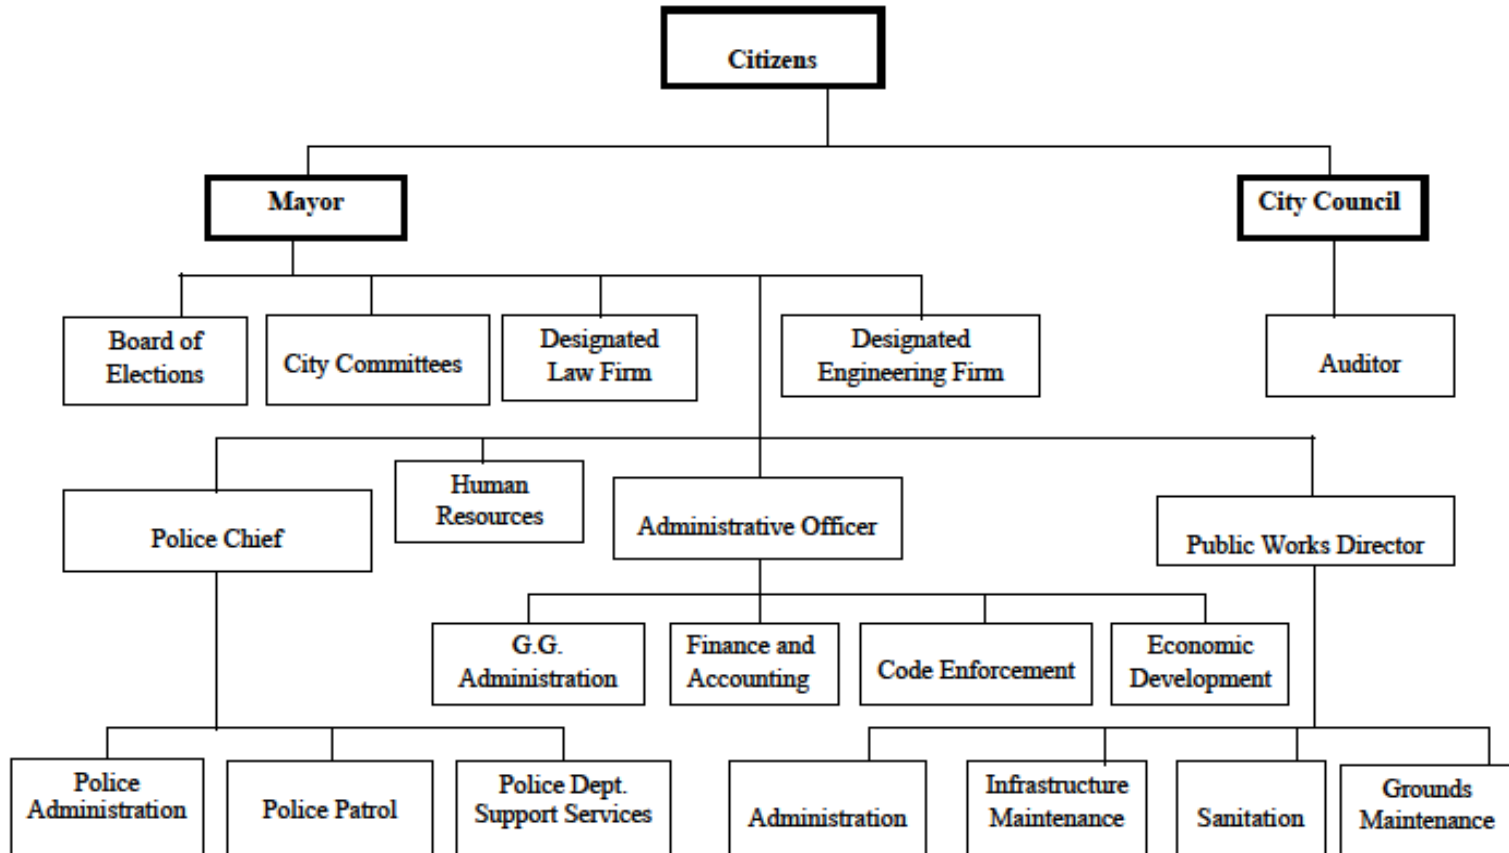 Citizens
Mayor
City Council
Board of
Elections
City Committees
Designated
Law Firm
Designated
Engineering Firm
Auditor
Police Chief
Human
Resources
Administrative Officer
Public Works Director
G.G.
Administration
Finance and
Accounting
Code Enforcement
Economic
Development
Police
Administration
Police Patrol
Police Dept.
Support Services
Administration
Infrastructure
Maintenance
Sanitation
Grounds
Maintenance